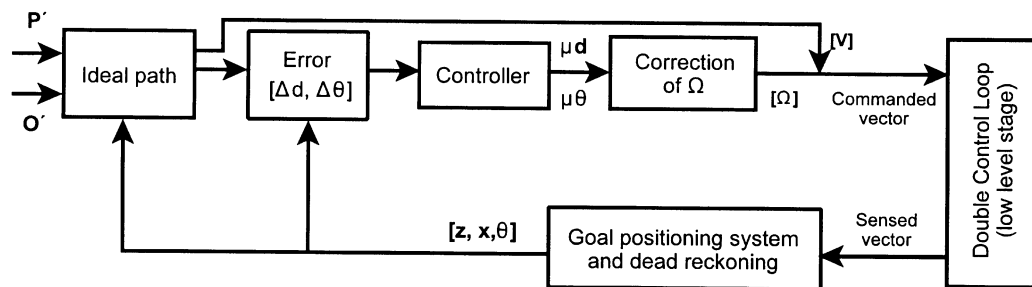 P´
O´
Ideal path
Error
[Δd, Δθ]
Controller
μd
μθ
Correction
of Ω
[V]
[Ω]
Commanded
vector
Double Control Loop
(low level stage)
Sensed
vector
Goal positioning system
and dead reckoning
[z, x,θ]